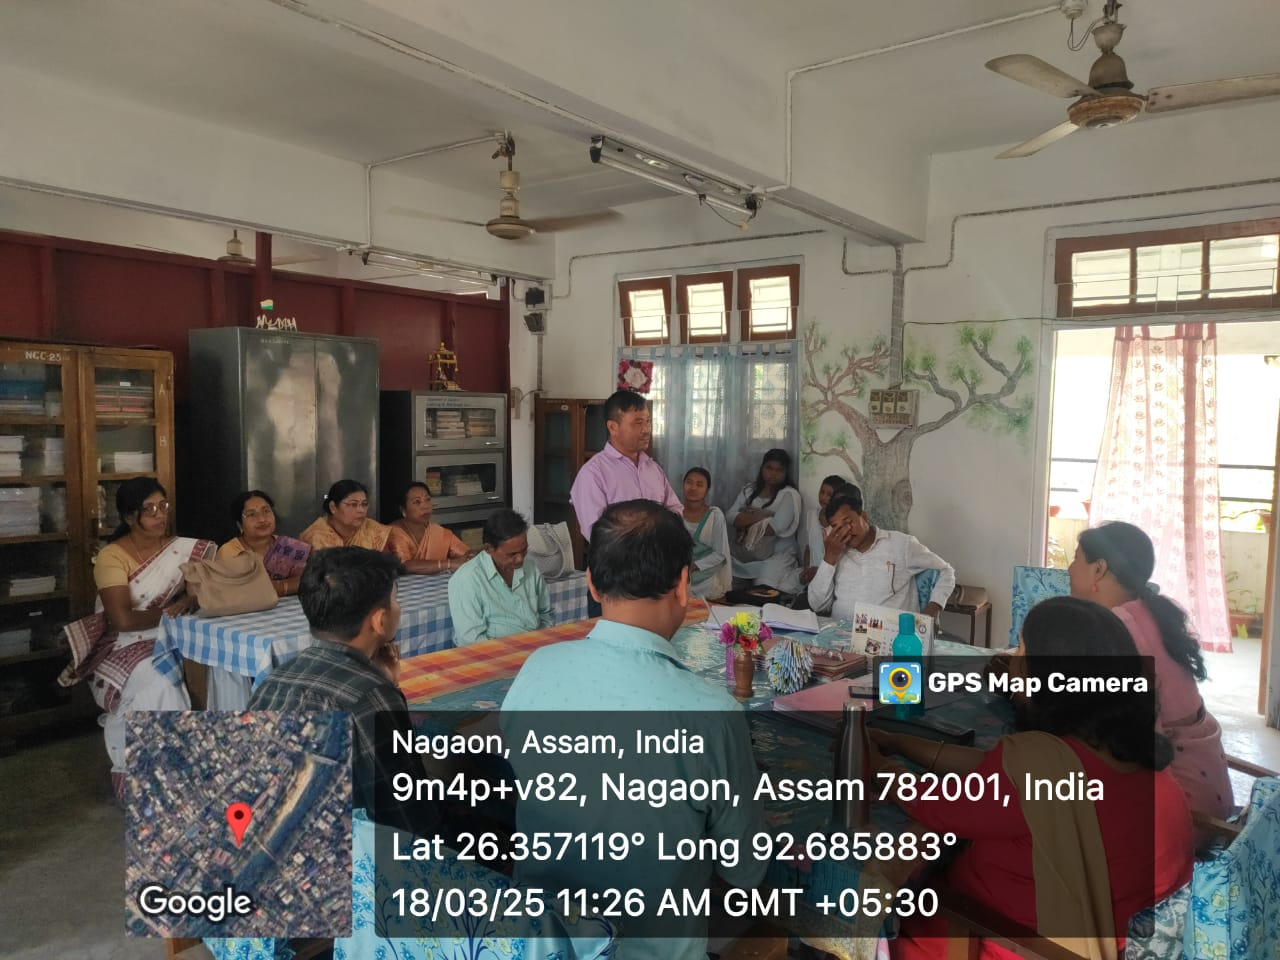 NGC-25
A
B
GPS Map Camera
Nagaon, Assam, India
9m4p+v82, Nagaon, Assam 782001, India
Lat 26.357119° Long 92.685883°
18/03/25 11:26 AM GMT +05:30
Google